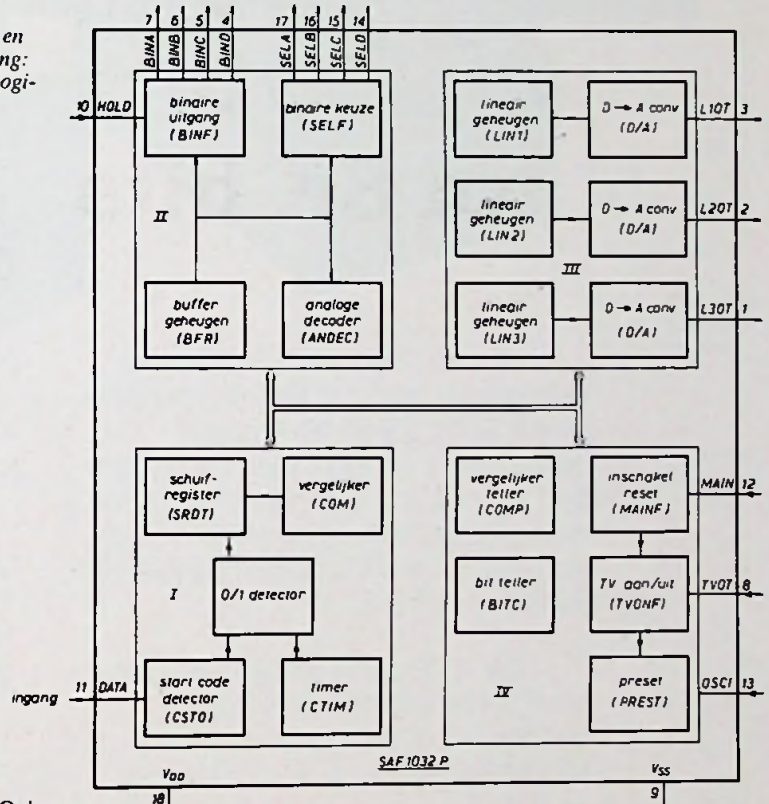 en
ng:
ogi-
7 6 5 4 17 16 15 14
BINA BINB BINC BIND SELA SELB SELC SELD
10 HOLD
binaire
uitgang
(BINF)
binaire keuze
(SELF)
II
buffer
geheugen
(BFR)
analoge
decoder
(ANDEC)
lineair
geheugen
(LIN1)
D → A conv
(D/A)
L1OT 3
lineair
geheugen
(LIN2)
D → A conv
(D/A)
L2OT 2
III
lineair
geheugen
(LIN3)
D → A conv
(D/A)
L3OT 1
schuif-
register
(SRDT)
vergelijker
(COM)
I
0/1 detector
ingang
11 DATA
start code
detector
(CSTO)
timer
(CTIM)
vergelijker
teller
(COMP)
inschakel
reset
(MAINF)
MAIN 12
bit teller
(BITC)
TV aan/uit
(TVONF)
TVOT 8
IV
preset
(PREST)
OSCI 13
SAF 1032 P
VDD
18
VSS
9